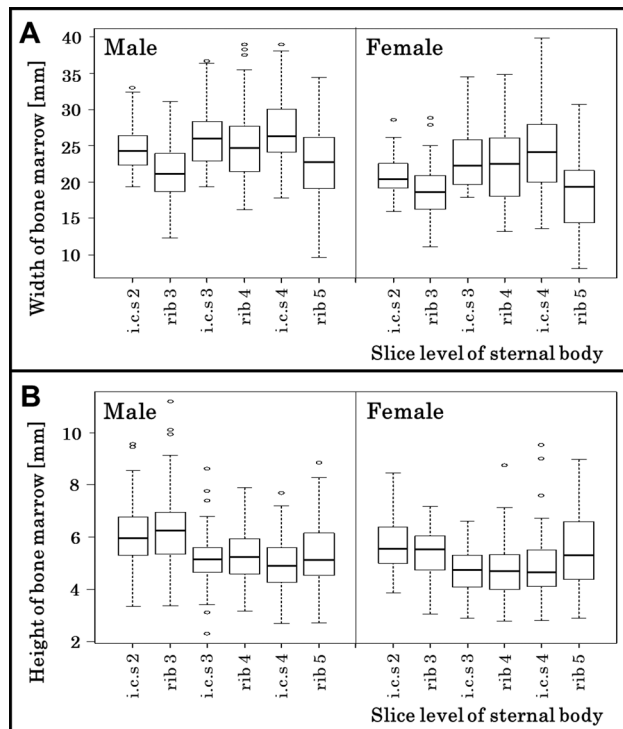 A
Male
Female
Width of bone marrow [mm]
40
35
30
25
20
15
10
i.c.s 2
rib 3
i.c.s 3
rib 4
i.c.s 4
rib 5
i.c.s 2
rib 3
i.c.s 3
rib 4
i.c.s 4
rib 5
Slice level of sternal body
B
Male
Female
Height of bone marrow [mm]
10
8
6
4
2
i.c.s 2
rib 3
i.c.s 3
rib 4
i.c.s 4
rib 5
i.c.s 2
rib 3
i.c.s 3
rib 4
i.c.s 4
rib 5
Slice level of sternal body